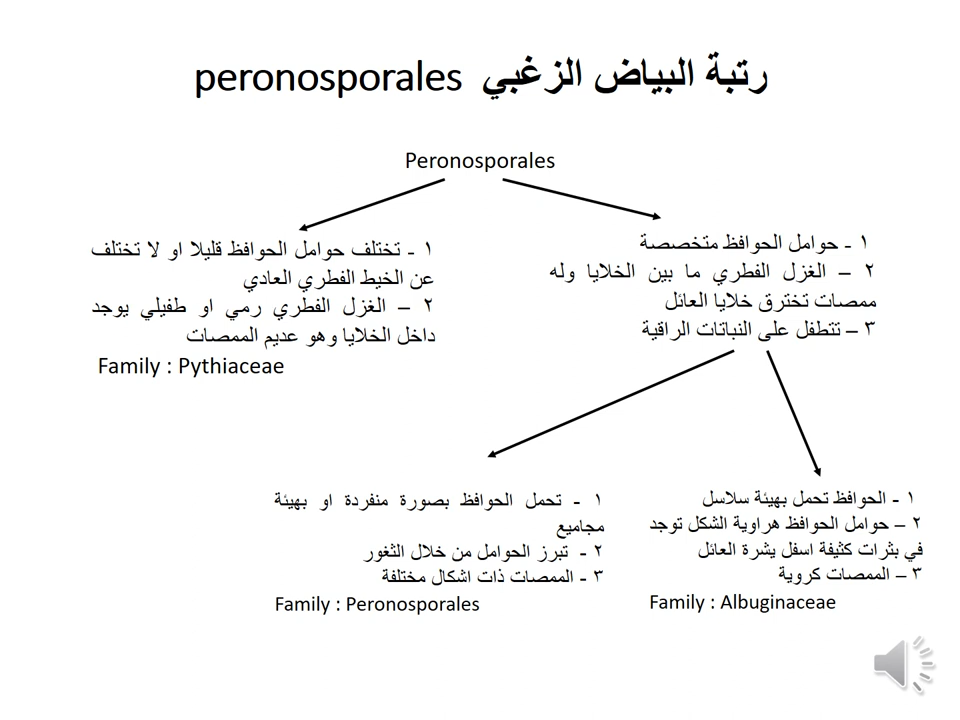 رتبة البياض الزغبي peronosporales
Peronosporales
١ - حوامل الحوافظ متخصصة
٢ – الغزل الفطري ما بين الخلايا وله
ممصات تخترق خلايا العائل
٣ – تتطفل على النباتات الراقية
١ - تختلف حوامل الحوافظ قليلا او لا تختلف
عن الخيط الفطري العادي
٢ – الغزل الفطري رمي او طفيلي يوجد
داخل الخلايا وهو عديم الممصات
Family : Pythiaceae
١ - الحوافظ تحمل بهيئة سلاسل
٢ – حوامل الحوافظ هراوية الشكل توجد
في بثرات كثيفة اسفل يشرة العائل
٣ – الممصات كروية
Family : Albuginaceae
١ - تحمل الحوافظ بصورة منفردة او بهيئة
مجاميع
٢ - تبرز الحوامل من خلال الثغور
٣ - الممصات ذات اشكال مختلفة
Family : Peronosporales